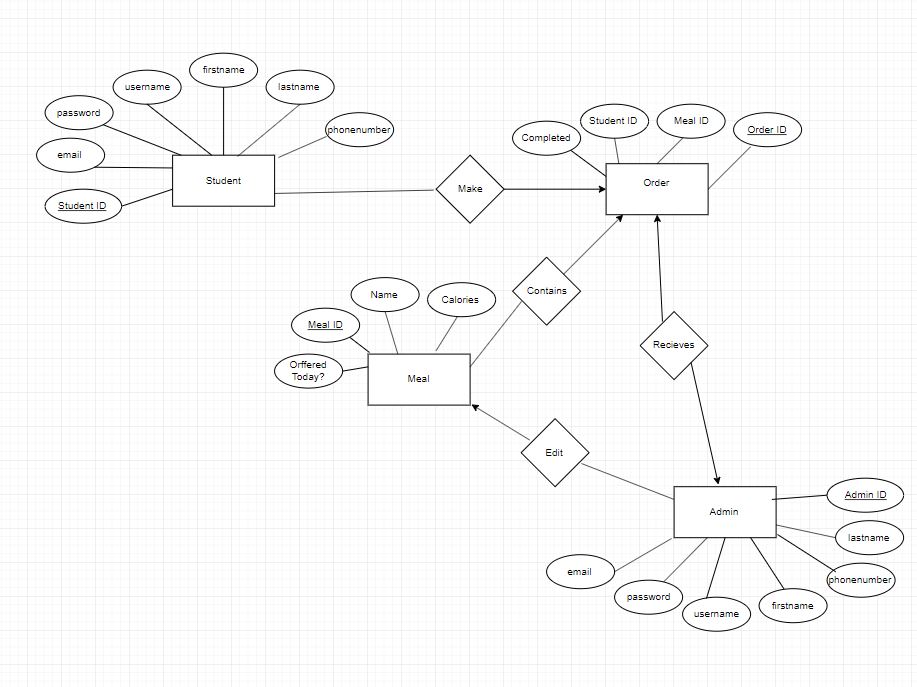 firstname
username
lastname
password
phonenumber
email
Student
Student ID
Completed
Student ID
Meal ID
Order ID
Order
Make
Contains
Name
Calories
Meal ID
Orffered
Today?
Meal
Recieves
Edit
Admin
Admin ID
lastname
phonenumber
firstname
username
password
email